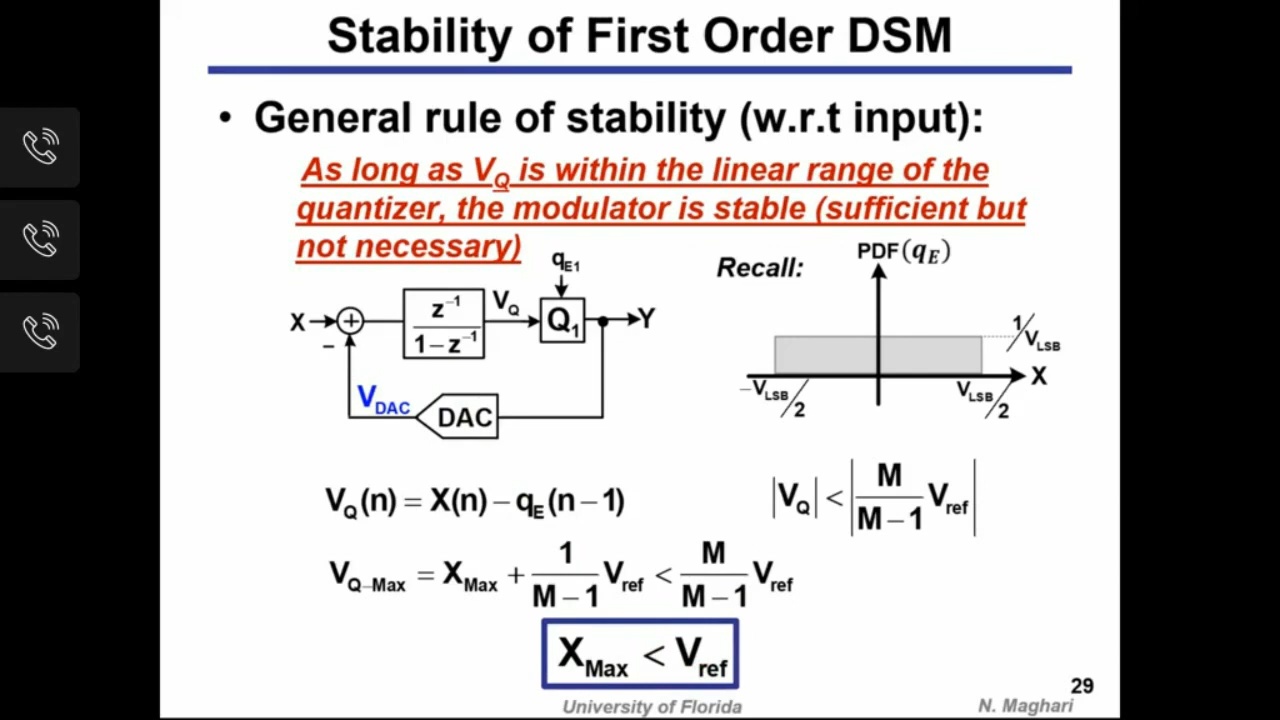 Stability of First Order DSM
• General rule of stability (w.r.t input):
As long as V_Q is within the linear range of the
quantizer, the modulator is stable (sufficient but
not necessary)
q_E1
Recall:
PDF(q_E)
X
+
−
z⁻¹
1−z⁻¹
V_Q
Q₁
Y
V_DAC
DAC
1/V_LSB
X
−V_LSB/2
V_LSB/2
V_Q(n) = X(n) − q_E(n−1)
|V_Q| < |M/(M−1) V_ref|
V_Q−Max = X_Max + 1/(M−1) V_ref < M/(M−1) V_ref
X_Max < V_ref
29
University of Florida
N. Maghari